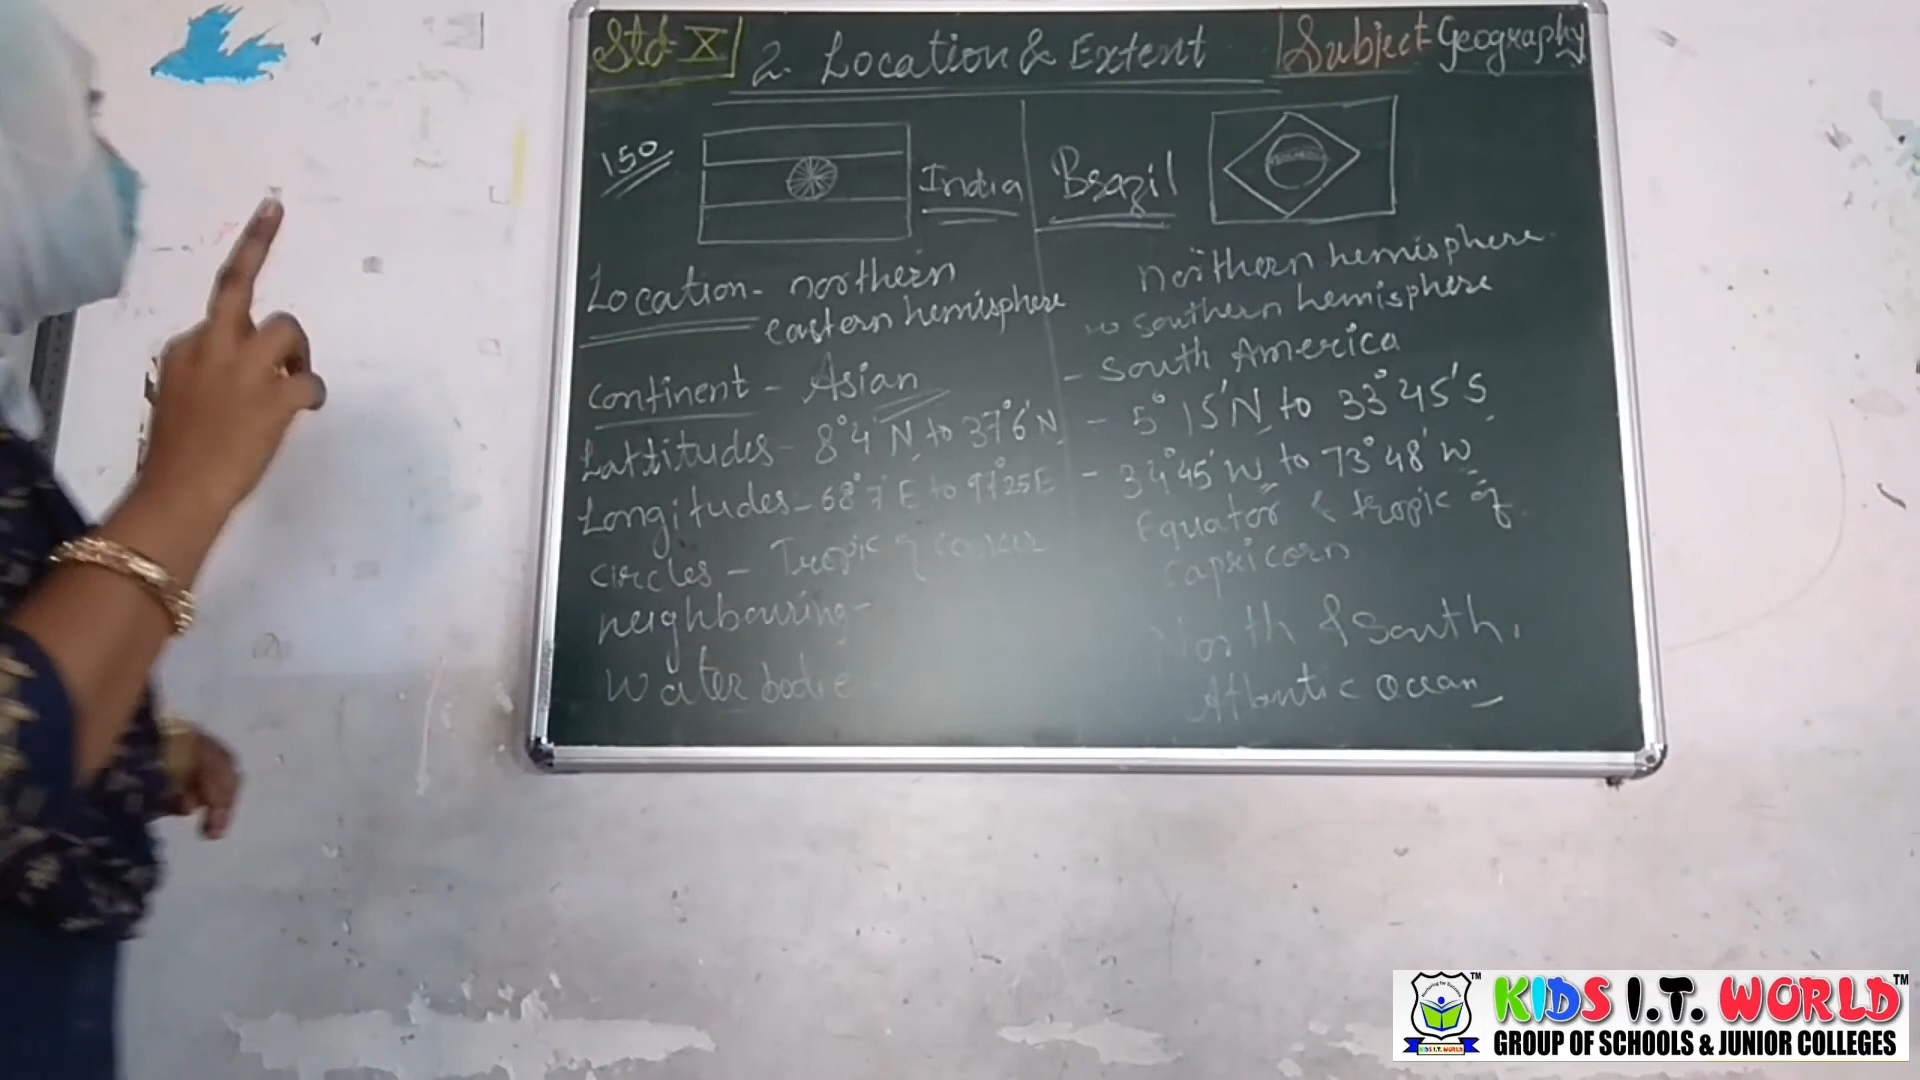 Std-X
2. Location & Extent
Subject-Geography
150
India
Brazil
Location- northern
eastern hemisphere
northern hemisphere
southern hemisphere
Continent - Asian
- South America
Lattitudes - 8°4'N to 37°6'N
- 5°15'N to 33°45'S
Longitudes - 68°7'E to 97°25'E
- 34°45'W to 73°48'W
Circles - Tropic of Cancer
Equator & tropic of
capricorn
neighbouring-
Water bodie
North & South
Atlantic Ocean
KIDS I.T. WORLD™
GROUP OF SCHOOLS & JUNIOR COLLEGES
KIDS I.T. WORLD